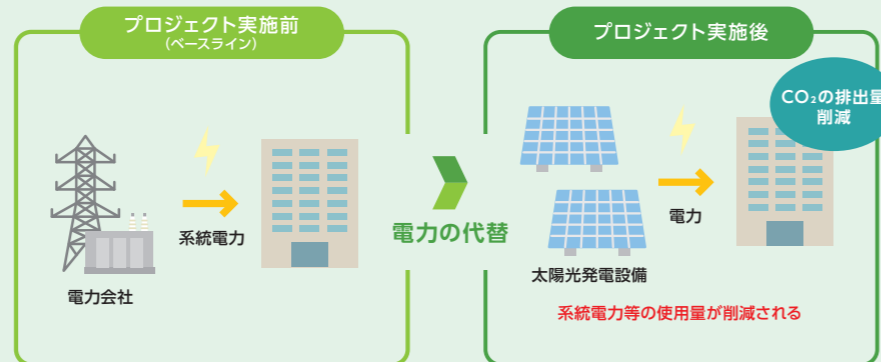 プロジェクト実施前
(ベースライン)
系統電力
電力会社
電力の代替
プロジェクト実施後
CO₂の排出量
削減
電力
太陽光発電設備
系統電力等の使用量が削減される